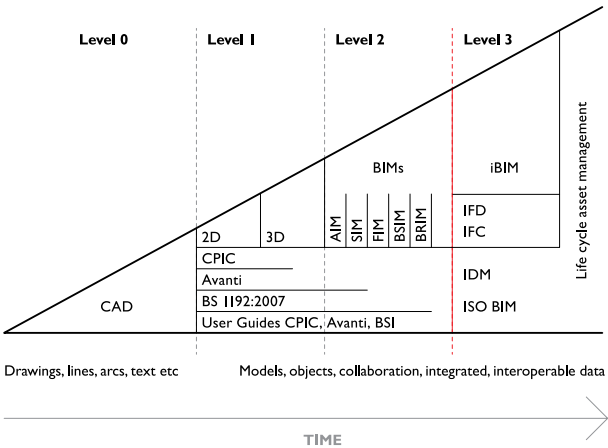 Level 0
Level 1
Level 2
Level 3
BIMs
iBIM
Life cycle asset management
2D
3D
AIM
SIM
FIM
BSIM
BRIM
IFD
IFC
CPIC
Avanti
IDM
BS 1192:2007
CAD
ISO BIM
User Guides CPIC, Avanti, BSI
Drawings, lines, arcs, text etc
Models, objects, collaboration, integrated, interoperable data
TIME